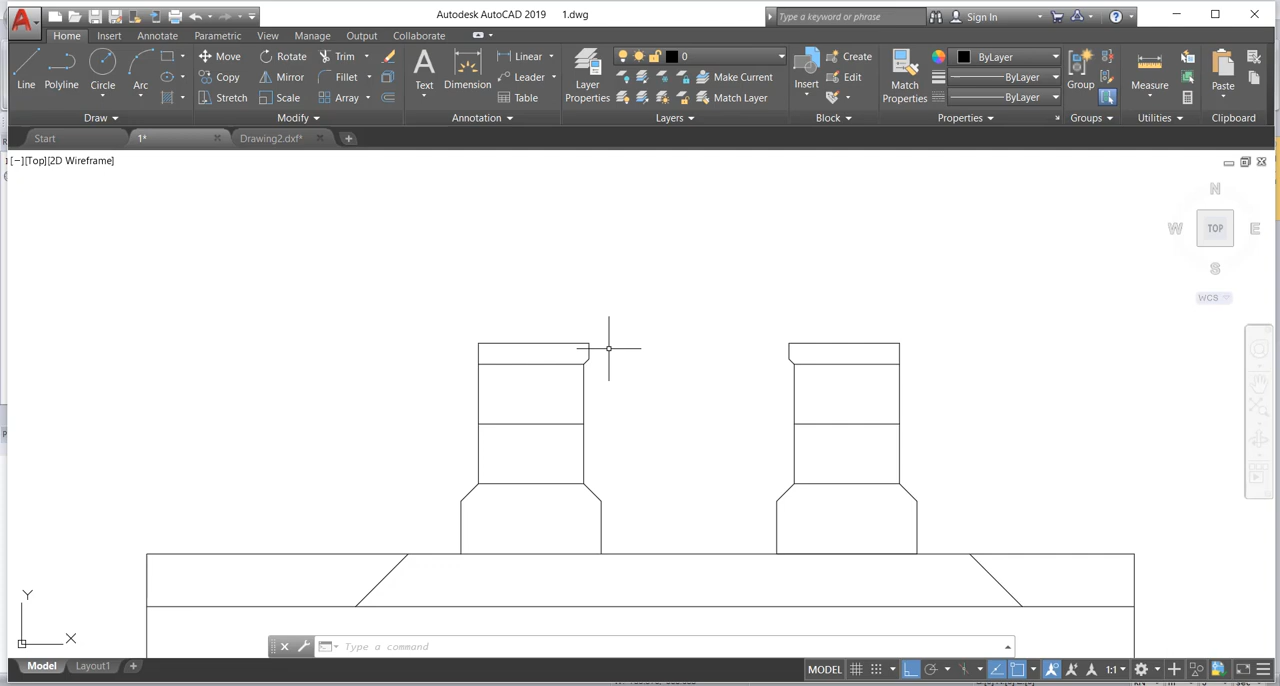 Autodesk AutoCAD 2019 1.dwg
Type a keyword or phrase
Sign In
Home Insert Annotate Parametric View Manage Output Collaborate
Line Polyline Circle Arc
Move Rotate Trim
Copy Mirror Fillet
Stretch Scale Array
Text Dimension
Linear
Leader
Table
Layer
Properties
0
Make Current
Match Layer
Insert
Create
Edit
Match
Properties
ByLayer
ByLayer
ByLayer
Group
Measure
Paste
Draw Modify Annotation Layers Block Properties Groups Utilities Clipboard
Start 1* Drawing2.dxf*
[−][Top][2D Wireframe]
N
W TOP E
S
WCS
Y
X
Type a command
Model Layout1
MODEL 1:1